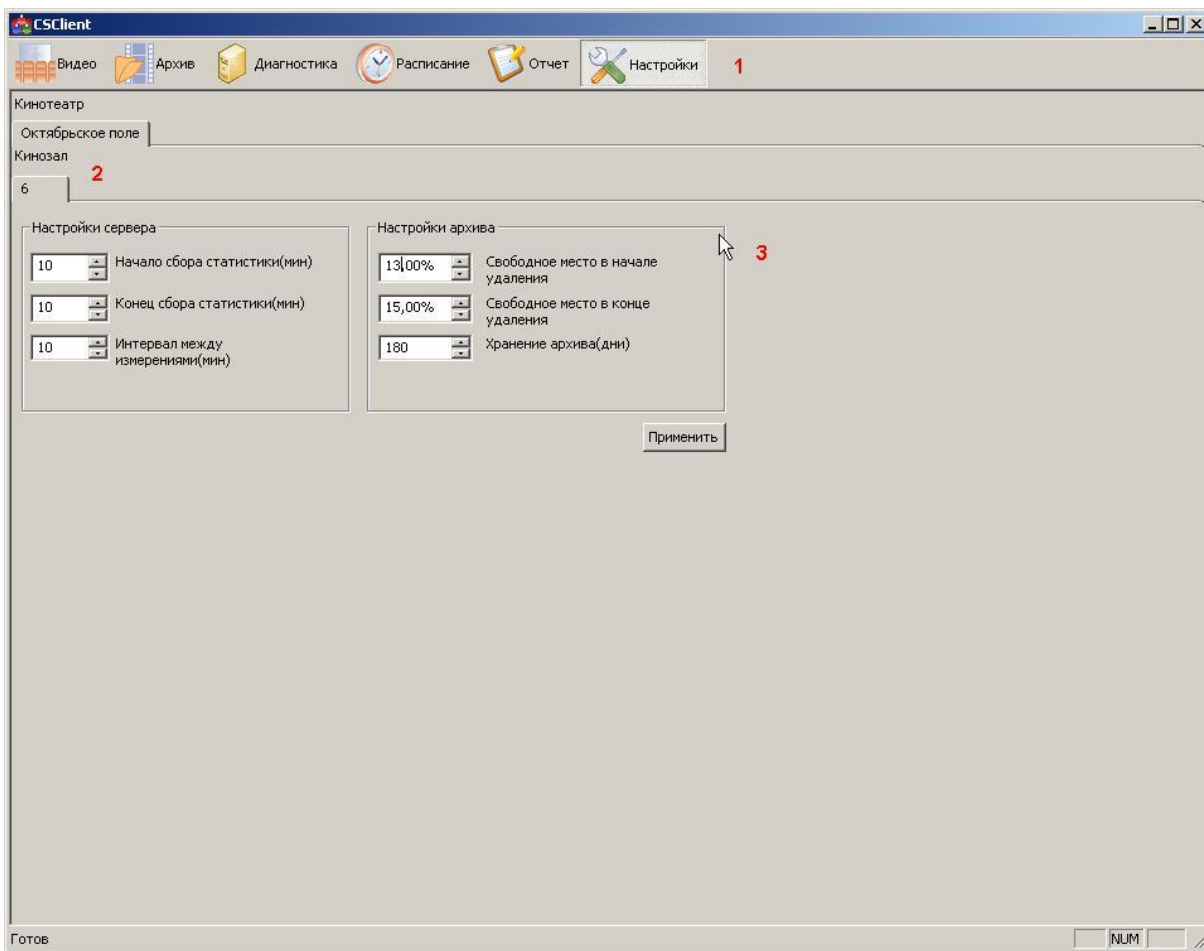 CSClient
Видео Архив Диагностика Расписание Отчет Настройки 1
Кинотеатр
Октябрьское поле
Кинозал
2
6
Настройки сервера
10 Начало сбора статистики(мин)
10 Конец сбора статистики(мин)
10 Интервал между
измерениями(мин)
Настройки архива
3
13,00% Свободное место в начале
удаления
15,00% Свободное место в конце
удаления
180 Хранение архива(дни)
Применить
Готов
NUM